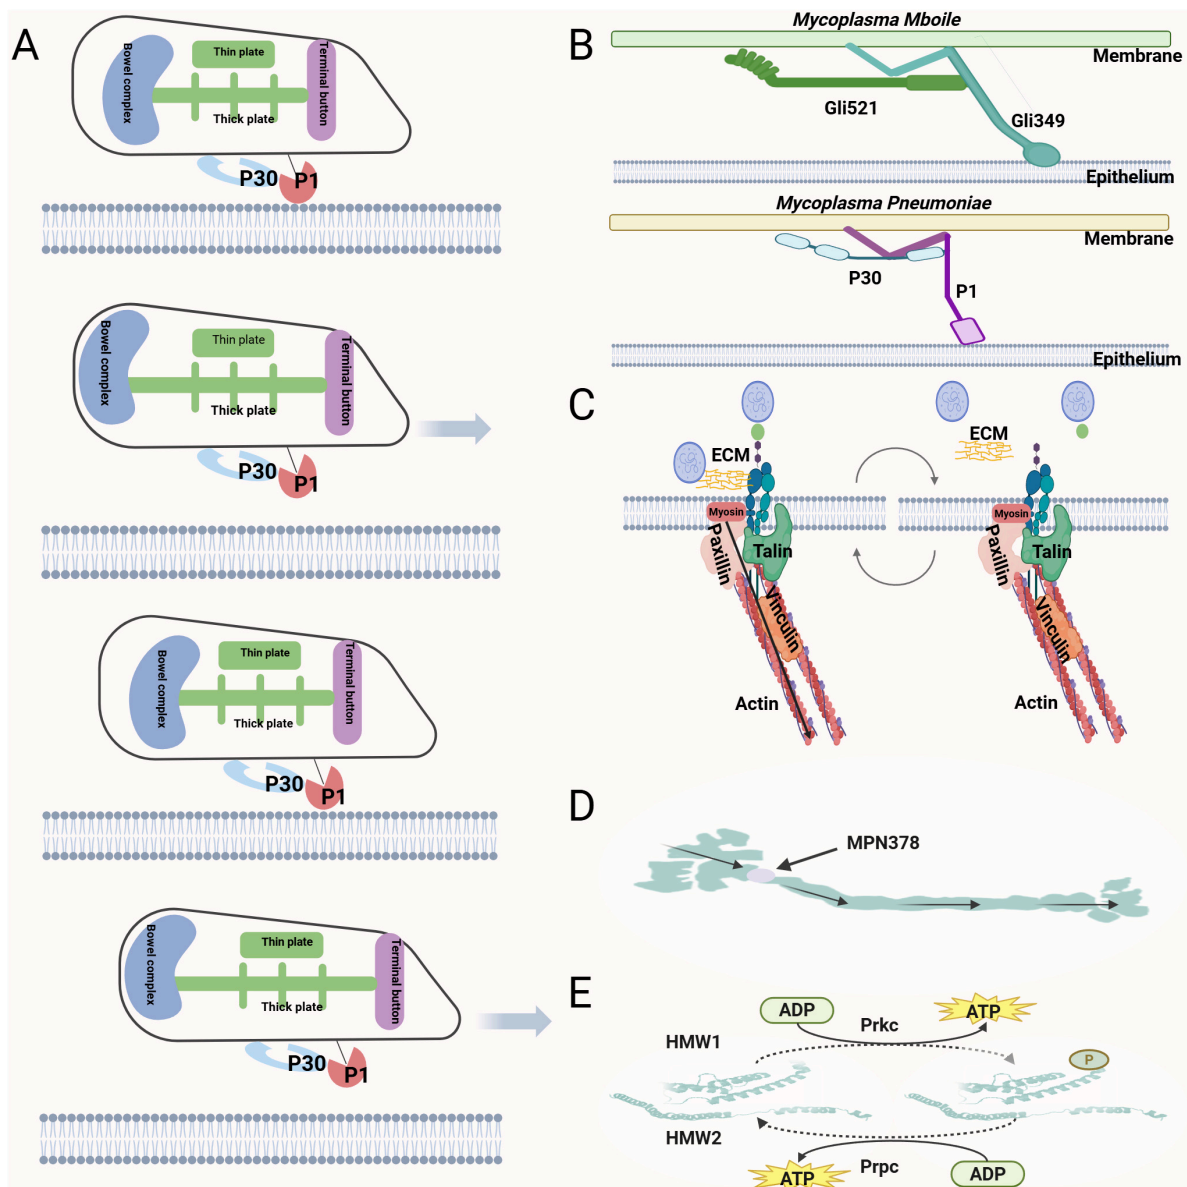 A
Bowel complex
Thin plate
Thick plate
Terminal button
P30
P1
Bowel complex
Thin plate
Thick plate
Terminal button
P30
P1
Bowel complex
Thin plate
Thick plate
Terminal button
P30
P1
Bowel complex
Thin plate
Thick plate
Terminal button
P30
P1
B
Mycoplasma Mboile
Membrane
Gli521
Gli349
Epithelium
Mycoplasma Pneumoniae
Membrane
P30
P1
Epithelium
C
ECM
Myosin
Paxillin
Talin
Vinculin
Actin
ECM
Myosin
Paxillin
Talin
Vinculin
Actin
D
MPN378
E
ADP
Prkc
ATP
HMW1
P
HMW2
ATP
Prpc
ADP